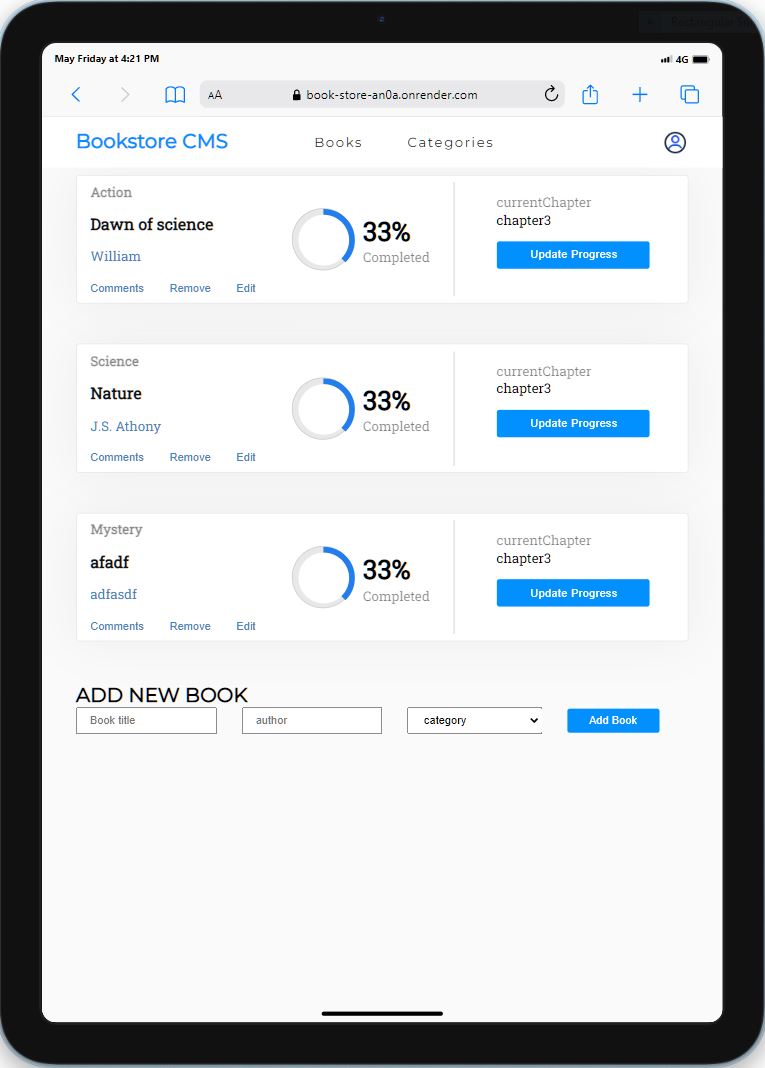 Rectangular Sn
May Friday at 4:21 PM
4G
AA
book-store-an0a.onrender.com
Bookstore CMS
Books
Categories
Action
Dawn of science
William
Comments Remove Edit
33%
Completed
currentChapter
chapter3
Update Progress
Science
Nature
J.S. Athony
Comments Remove Edit
33%
Completed
currentChapter
chapter3
Update Progress
Mystery
afadf
adfasdf
Comments Remove Edit
33%
Completed
currentChapter
chapter3
Update Progress
ADD NEW BOOK
Book title
author
category
Add Book